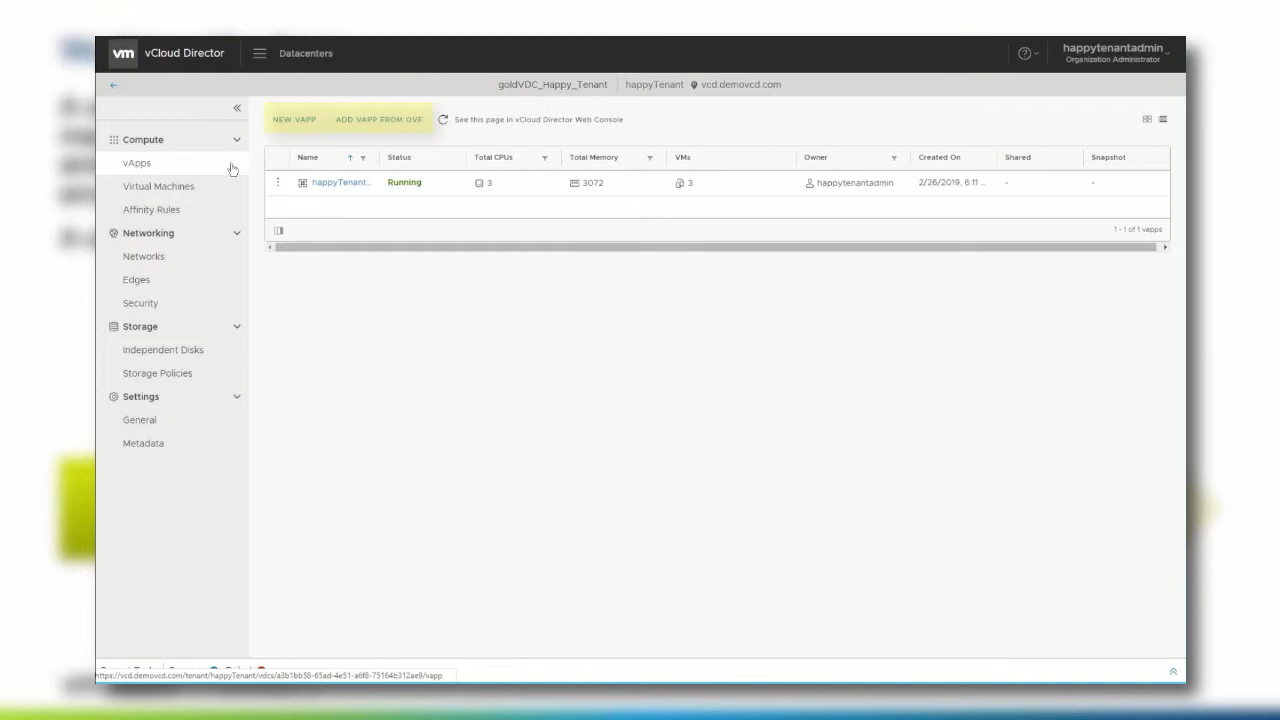 vm vCloud Director Datacenters
happytenantadmin
Organization Administrator
goldVDC_Happy_Tenant happyTenant vcd.demovcd.com
NEW VAPP ADD VAPP FROM OVF See this page in vCloud Director Web Console
Compute
vApps
Virtual Machines
Affinity Rules
Networking
Networks
Edges
Security
Storage
Independent Disks
Storage Policies
Settings
General
Metadata
Name Status Total CPUs Total Memory VMs Owner Created On Shared Snapshot
happyTenant... Running 3 3072 3 happytenantadmin 2/26/2019, 6:11 ... - -
1 - 1 of 1 vapps
https://vcd.demovcd.com/tenant/happyTenant/vdcs/a3b1bb58-65ad-4e51-a6f8-75164b312ae9/vapp